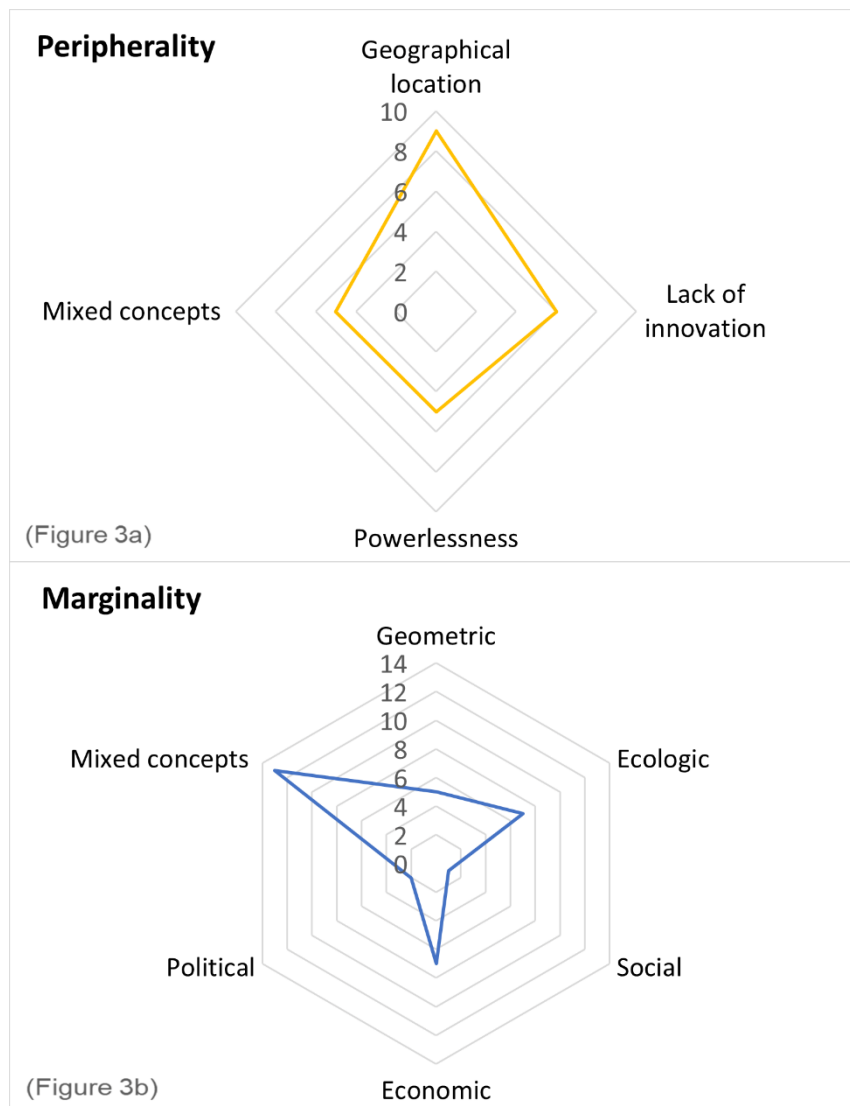 Peripherality
Geographical
location
10
8
6
4
2
0
Mixed concepts
Lack of
innovation
Powerlessness
(Figure 3a)
Marginality
Geometric
14
12
10
8
6
4
2
0
Mixed concepts
Ecologic
Political
Social
Economic
(Figure 3b)